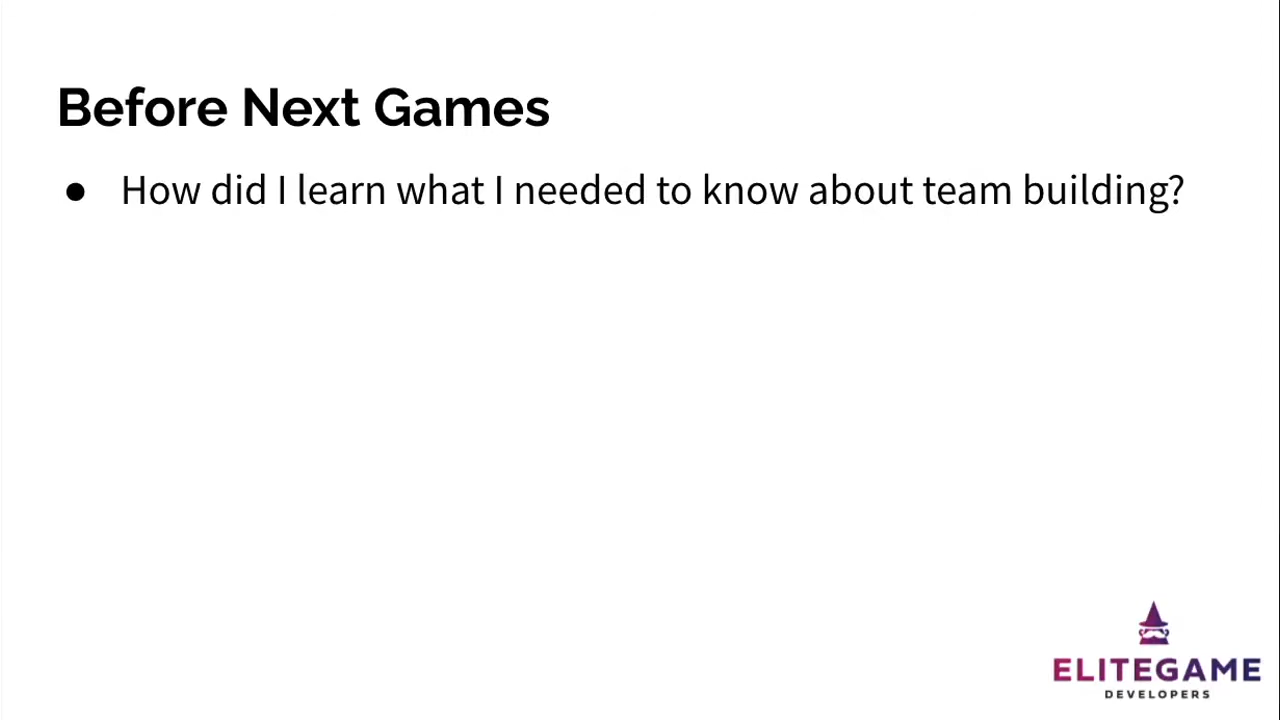 Before Next Games
● How did I learn what I needed to know about team building?
ELITEGAME
DEVELOPERS